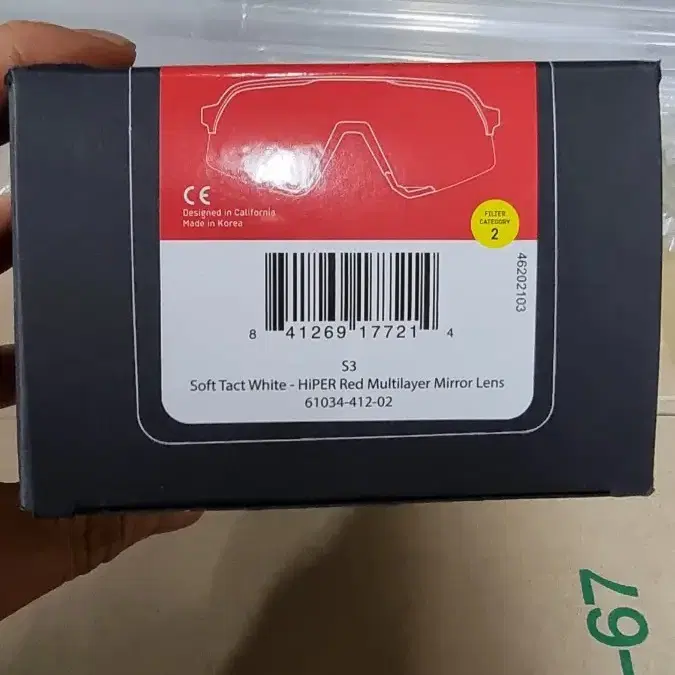 CE
Designed in California
Made in Korea
FILTER
CATEGORY
2
46202103
8 41269 17721 4
S3
Soft Tact White - HiPER Red Multilayer Mirror Lens
61034-412-02
-67